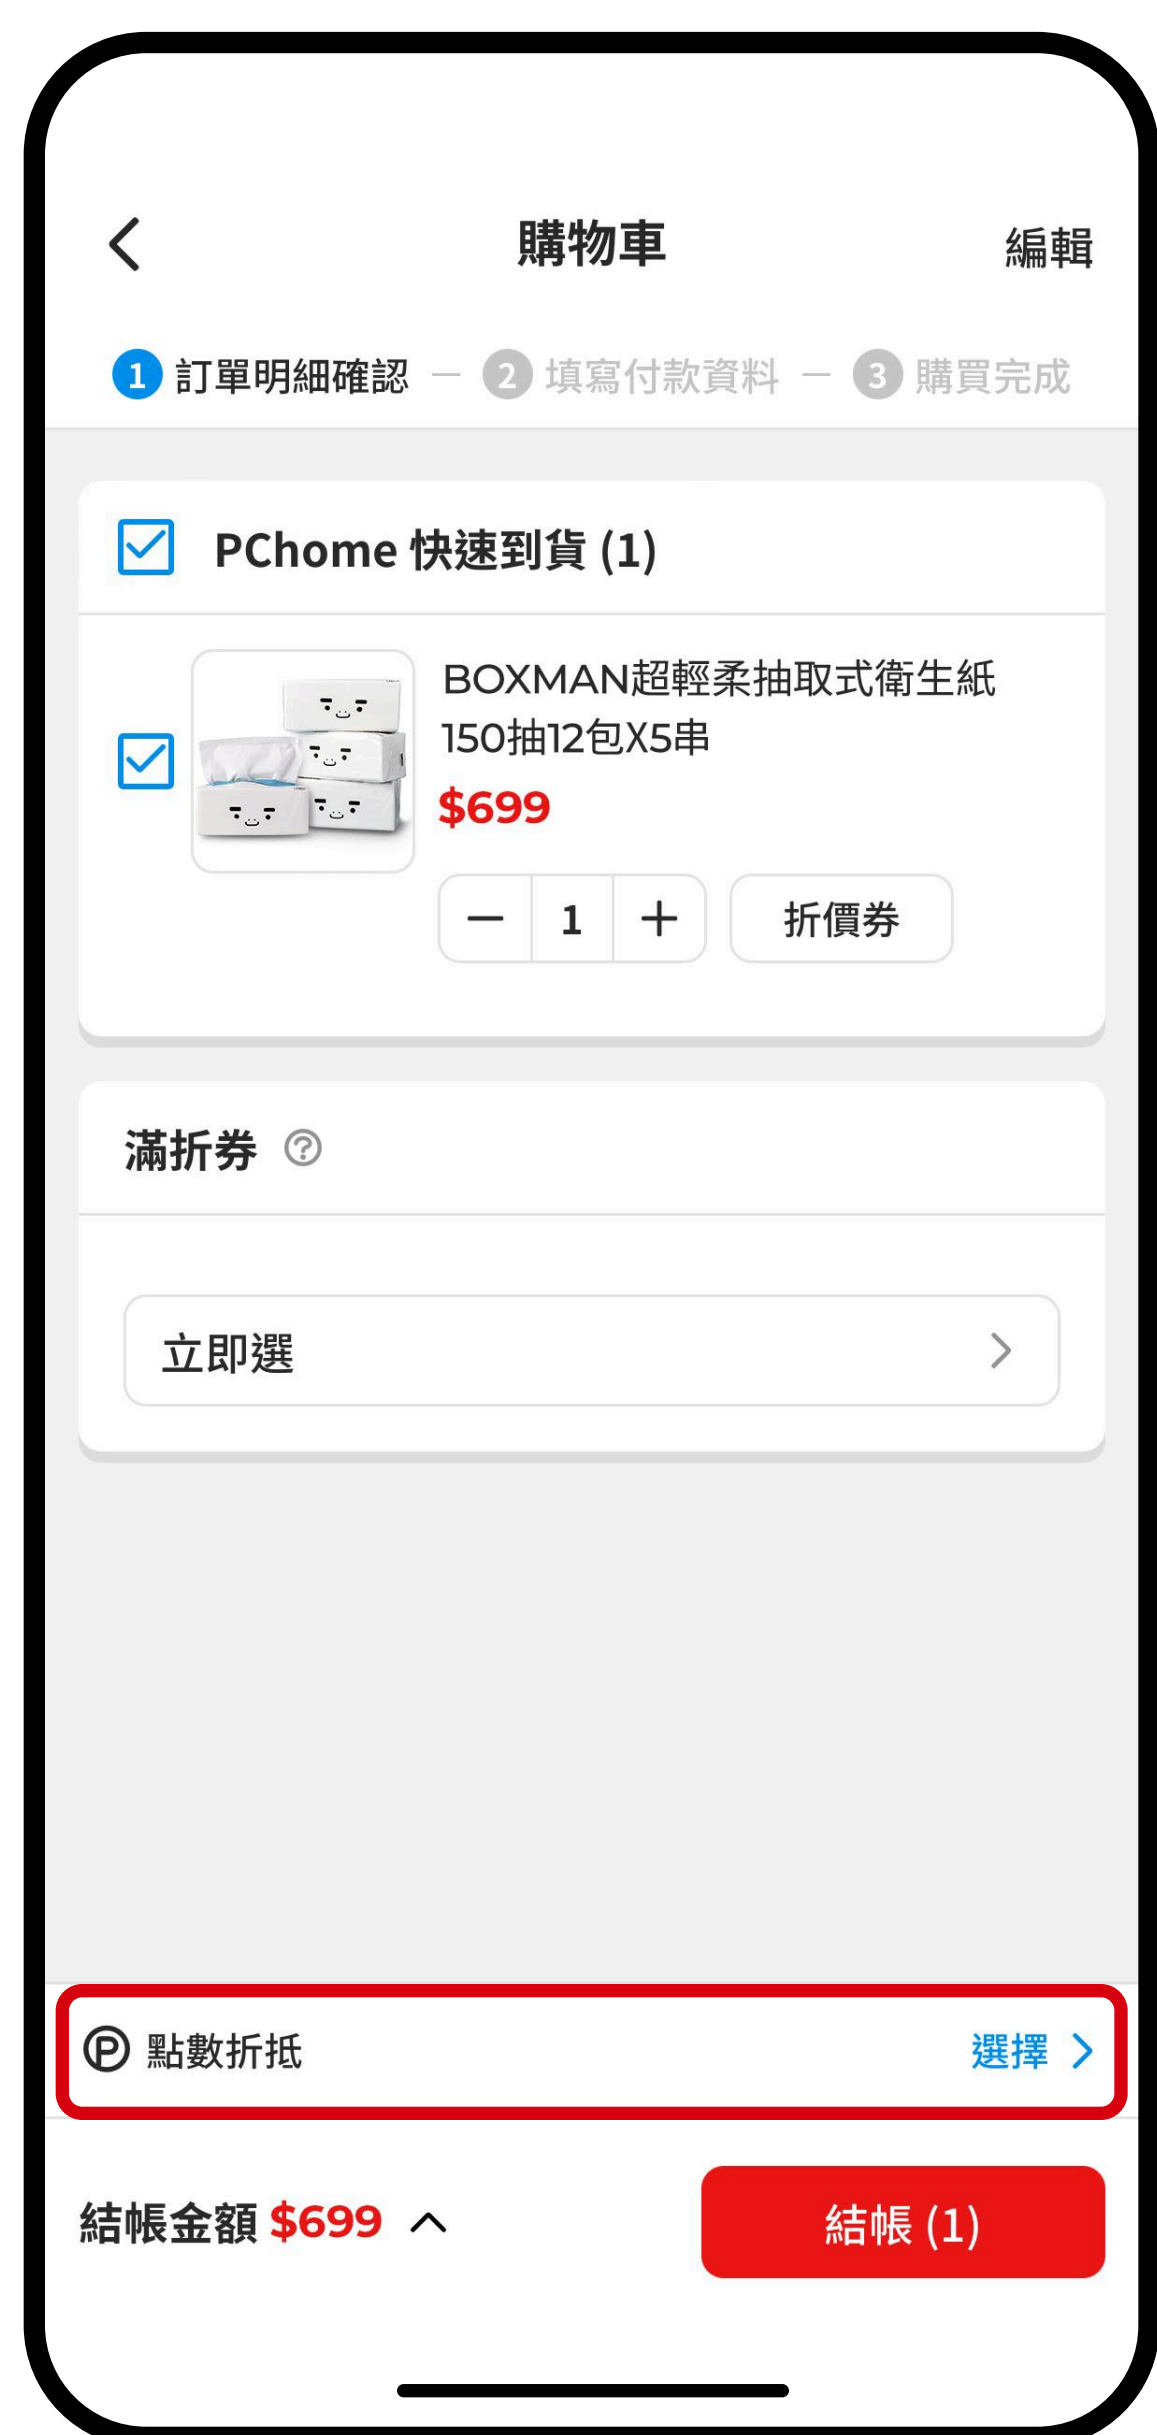 購物車
編輯
1 訂單明細確認 — 2 填寫付款資料 — 3 購買完成
PChome 快速到貨 (1)
BOXMAN超輕柔抽取式衛生紙
150抽12包X5串
$699
1
折價券
滿折券 ?
立即選
P 點數折抵
選擇
結帳金額 $699
結帳 (1)